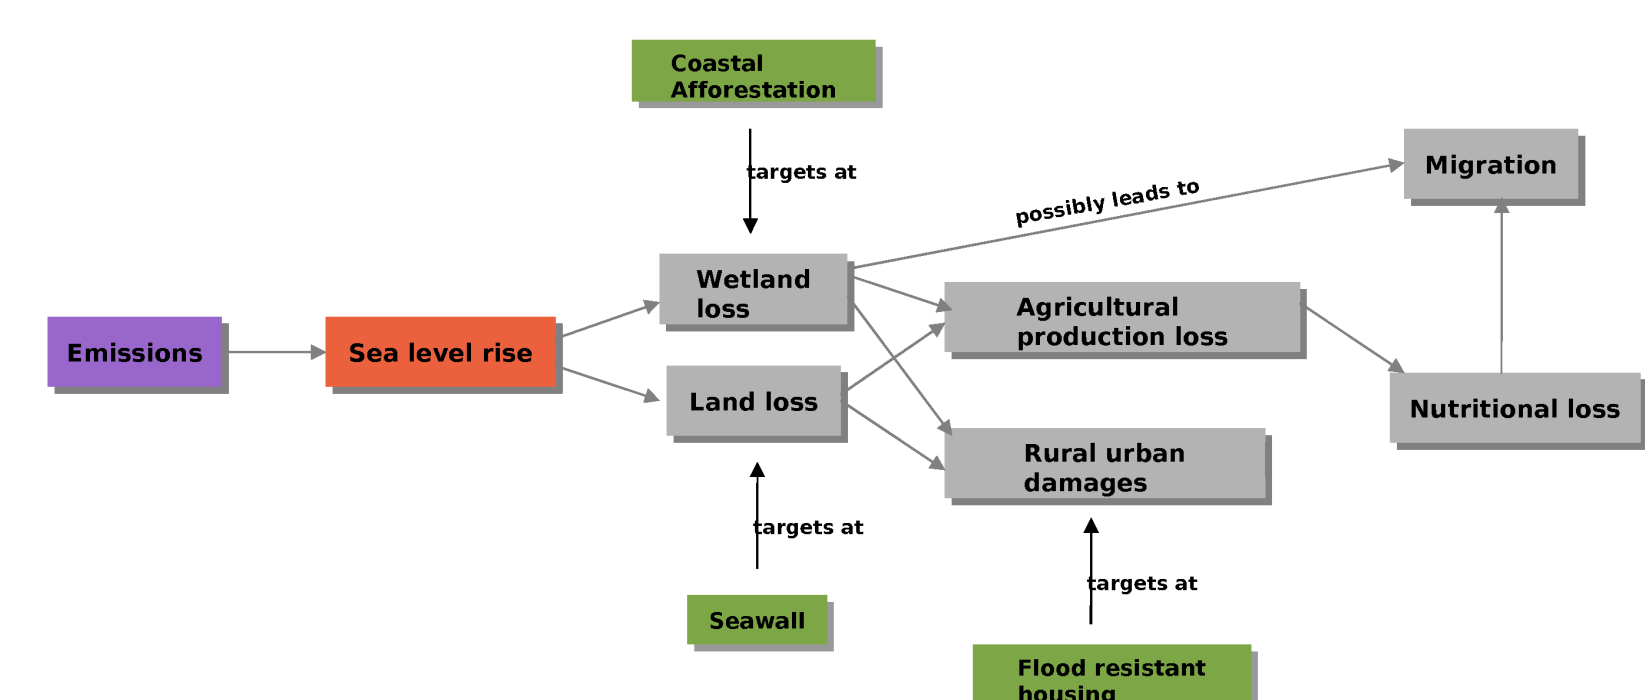 Coastal
Afforestation
targets at
possibly leads to
Migration
Wetland
loss
Agricultural
production loss
Emissions
Sea level rise
Land loss
Nutritional loss
Rural urban
damages
targets at
targets at
Seawall
Flood resistant
housing